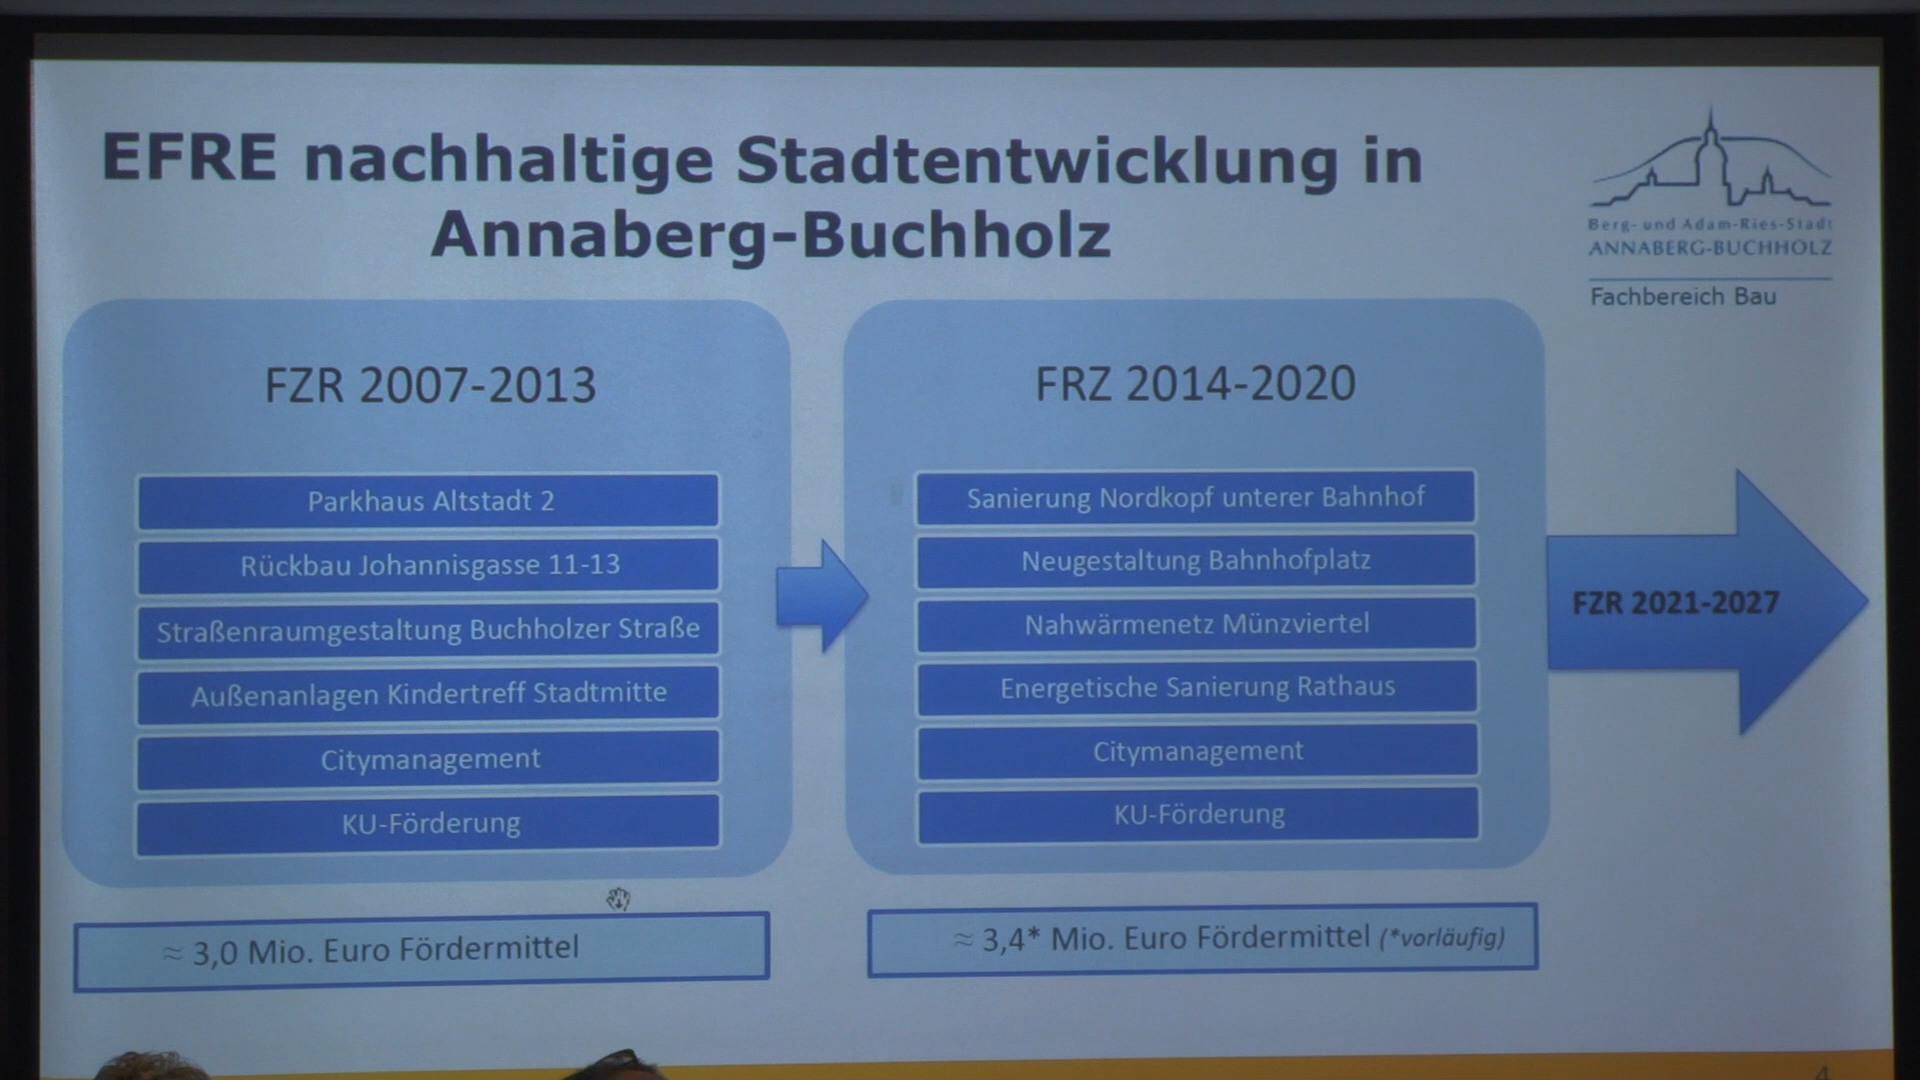 EFRE nachhaltige Stadtentwicklung in
Annaberg-Buchholz
Berg- und Adam-Ries-Stadt
ANNABERG-BUCHHOLZ
Fachbereich Bau
FZR 2007-2013
Parkhaus Altstadt 2
Rückbau Johannisgasse 11-13
Straßenraumgestaltung Buchholzer Straße
Außenanlagen Kindertreff Stadtmitte
Citymanagement
KU-Förderung
≈ 3,0 Mio. Euro Fördermittel
FRZ 2014-2020
Sanierung Nordkopf unterer Bahnhof
Neugestaltung Bahnhofplatz
Nahwärmenetz Münzviertel
Energetische Sanierung Rathaus
Citymanagement
KU-Förderung
≈ 3,4* Mio. Euro Fördermittel (*vorläufig)
FZR 2021-2027
4